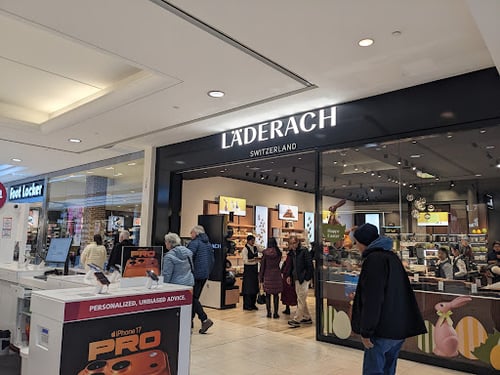 LÄDERACH
SWITZERLAND
Foot Locker
PERSONALIZED, UNBIASED ADVICE.
iPhone 17
PRO